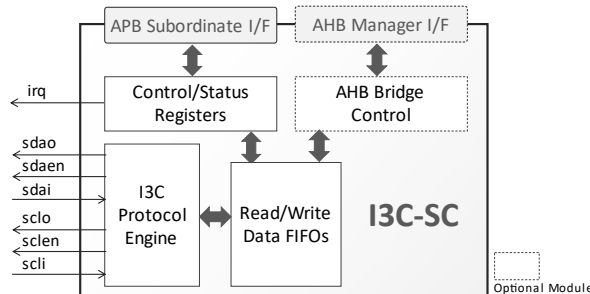 APB Subordinate I/F
AHB Manager I/F
irq
Control/Status
Registers
AHB Bridge
Control
sdao
sdaen
sdai
sclo
sclen
scli
I3C
Protocol
Engine
Read/Write
Data FIFOs
I3C-SC
Optional Module